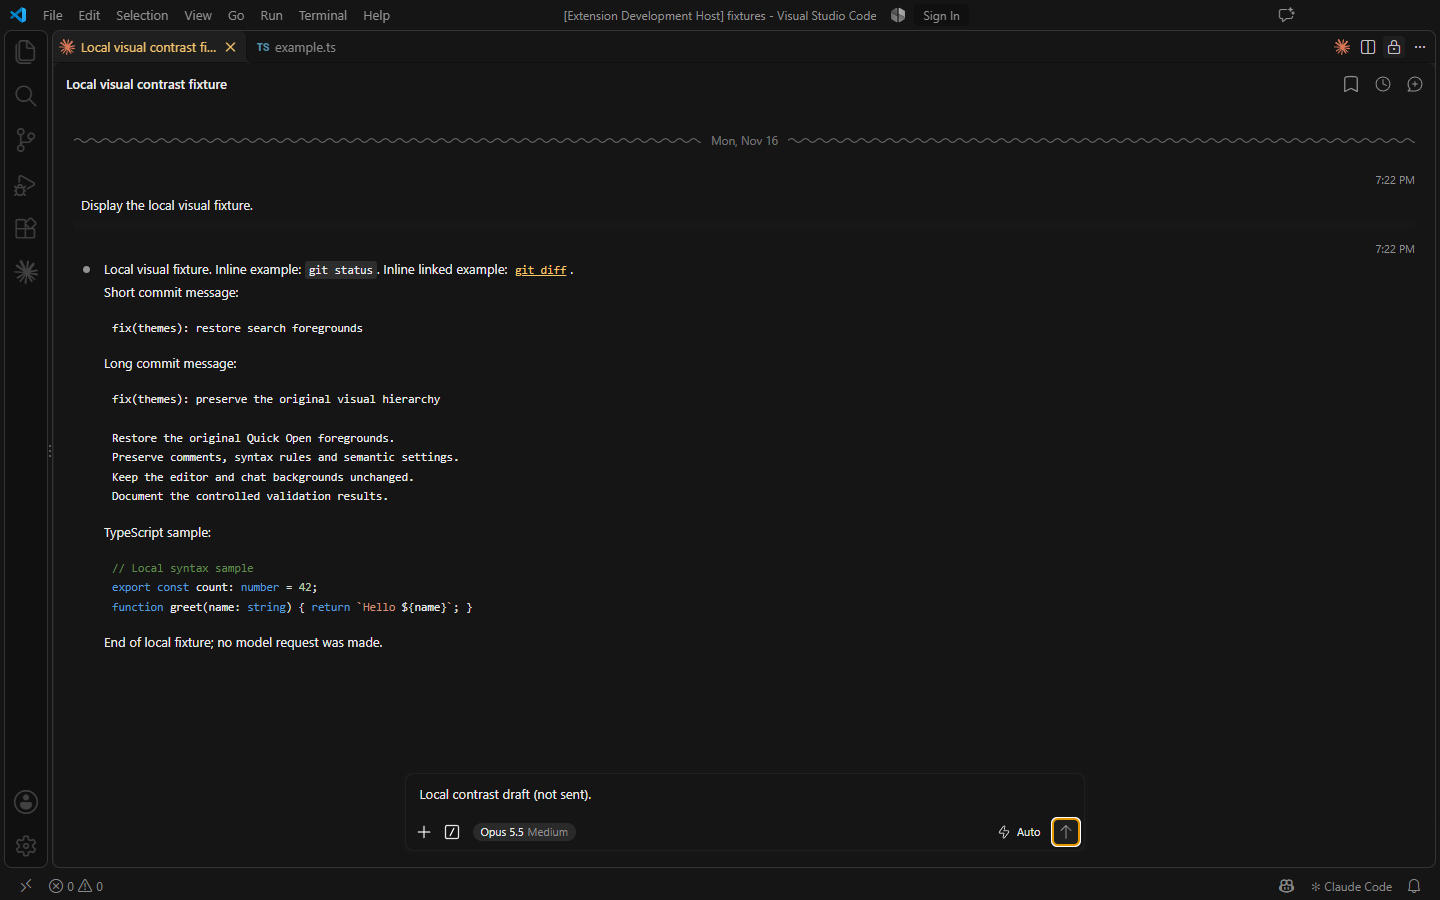 File Edit Selection View Go Run Terminal Help [Extension Development Host] fixtures - Visual Studio Code Sign In
Local visual contrast fi... TS example.ts
Local visual contrast fixture
Mon, Nov 16
7:22 PM
Display the local visual fixture.
7:22 PM
Local visual fixture. Inline example: git status. Inline linked example: git diff.
Short commit message:
fix(themes): restore search foregrounds
Long commit message:
fix(themes): preserve the original visual hierarchy
Restore the original Quick Open foregrounds.
Preserve comments, syntax rules and semantic settings.
Keep the editor and chat backgrounds unchanged.
Document the controlled validation results.
TypeScript sample:
// Local syntax sample
export const count: number = 42;
function greet(name: string) { return `Hello ${name}`; }
End of local fixture; no model request was made.
Local contrast draft (not sent).
Opus 5.5 Medium Auto
0 0 Claude Code